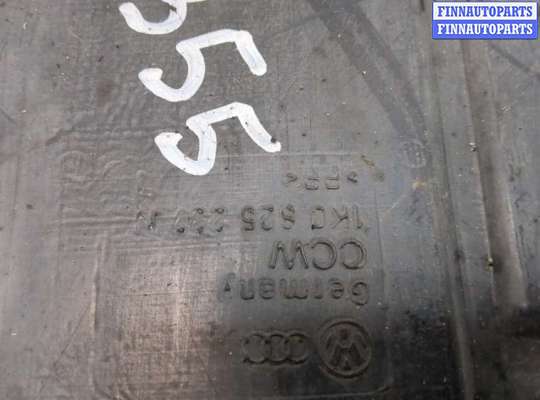 FINNAUTOPARTS
FINNAUTOPARTS
55
Germany
CCW
1K0 825
>PP<